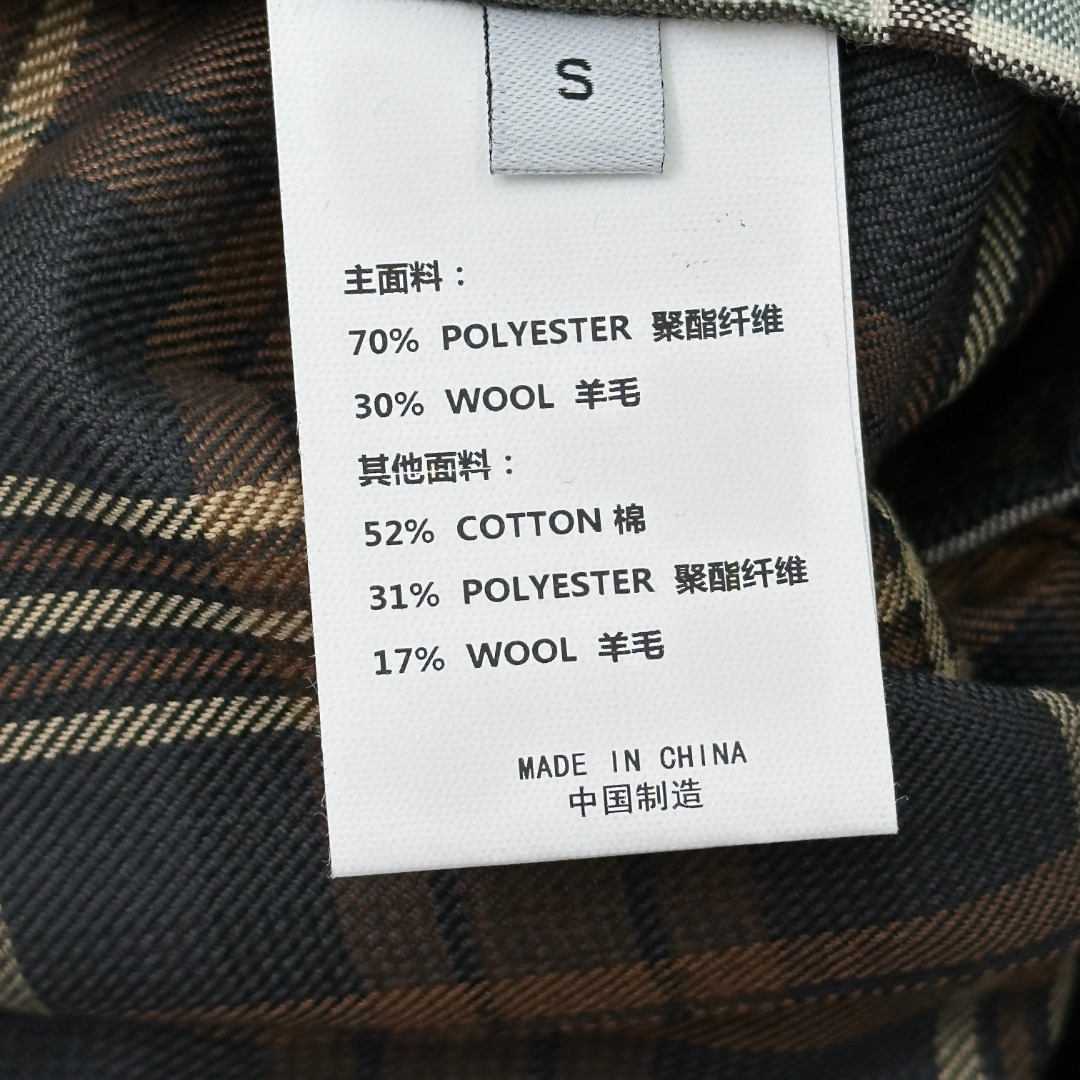 S
主面料：
70% POLYESTER 聚酯纤维
30% WOOL 羊毛
其他面料：
52% COTTON 棉
31% POLYESTER 聚酯纤维
17% WOOL 羊毛
MADE IN CHINA
中国制造